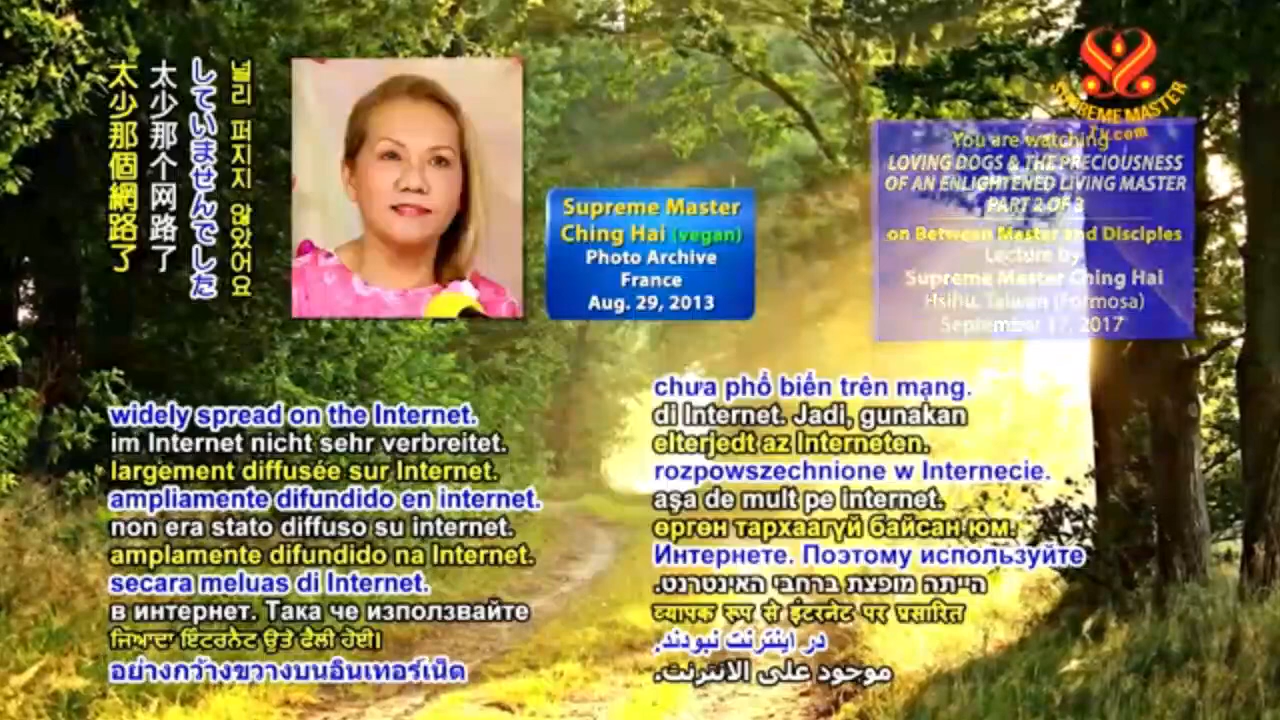 널리 퍼지지 않았어요
していませんでした
太少那个网路了
太少那個網路了
SUPREME MASTER
TV.com
You are watching
LOVING DOGS & THE PRECIOUSNESS
OF AN ENLIGHTENED LIVING MASTER
PART 2 OF 3
on Between Master and Disciples
Lecture by
Supreme Master Ching Hai
Hsihu, Taiwan (Formosa)
September 17, 2017
Supreme Master
Ching Hai (vegan)
Photo Archive
France
Aug. 29, 2013
widely spread on the Internet.
im Internet nicht sehr verbreitet.
largement diffusée sur Internet.
ampliamente difundido en internet.
non era stato diffuso su internet.
amplamente difundido na Internet.
secara meluas di Internet.
в интернет. Така че използвайте
ਜਿਆਦਾ ਇੰਟਰਨੈਟ ਉਤੇ ਫੈਲੀ ਹੋਈ।
อย่างกว้างขวางบนอินเทอร์เน็ต
chưa phổ biến trên mạng.
di Internet. Jadi, gunakan
elterjedt az Interneten.
rozpowszechnione w Internecie.
aşa de mult pe internet.
өргөн тархаагүй байсан юм.
Интернете. Поэтому используйте
הייתה מופצת ברחבי האינטרנט.
व्यापक रूप से इंटरनेट पर प्रसारित
در اینترنت نبودند.
موجود على الانترنت.